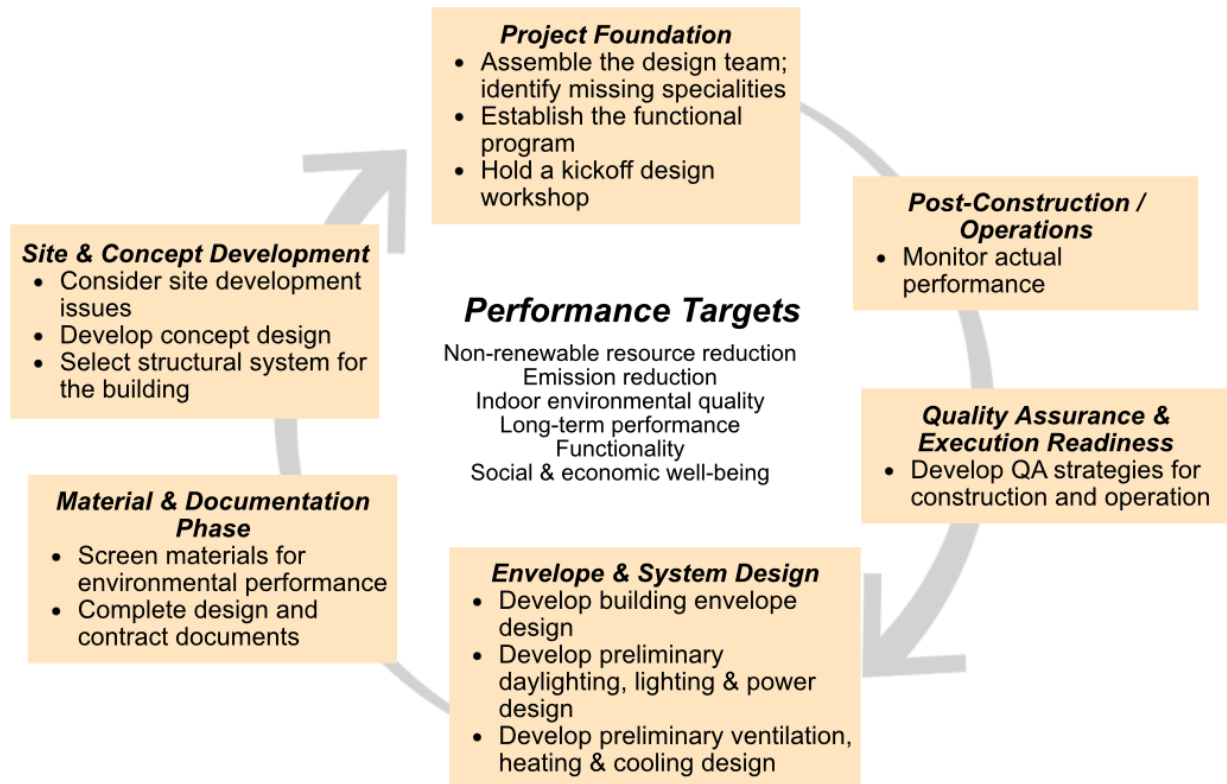 Project Foundation
• Assemble the design team;
identify missing specialities
• Establish the functional
program
• Hold a kickoff design
workshop
Post-Construction /
Operations
• Monitor actual
performance
Quality Assurance &
Execution Readiness
• Develop QA strategies for
construction and operation
Envelope & System Design
• Develop building envelope
design
• Develop preliminary
daylighting, lighting & power
design
• Develop preliminary ventilation,
heating & cooling design
Material & Documentation
Phase
• Screen materials for
environmental performance
• Complete design and
contract documents
Site & Concept Development
• Consider site development
issues
• Develop concept design
• Select structural system for
the building
Performance Targets
Non-renewable resource reduction
Emission reduction
Indoor environmental quality
Long-term performance
Functionality
Social & economic well-being